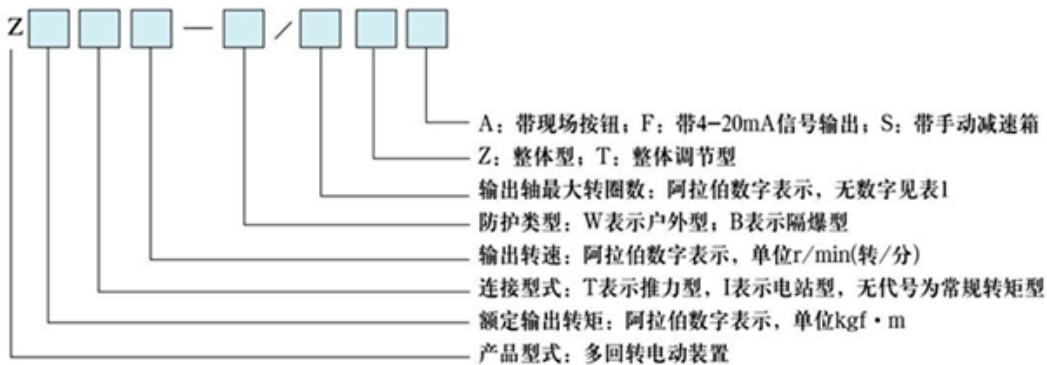 Z — /
A：带现场按钮；F：带4-20mA信号输出；S：带手动减速箱
Z：整体型；T：整体调节型
输出轴最大转圈数：阿拉伯数字表示，无数字见表1
防护类型：W表示户外型；B表示隔爆型
输出转速：阿拉伯数字表示，单位r/min(转/分)
连接型式：T表示推力型，I表示电站型，无代号为常规转矩型
额定输出转矩：阿拉伯数字表示，单位kgf·m
产品型式：多回转电动装置